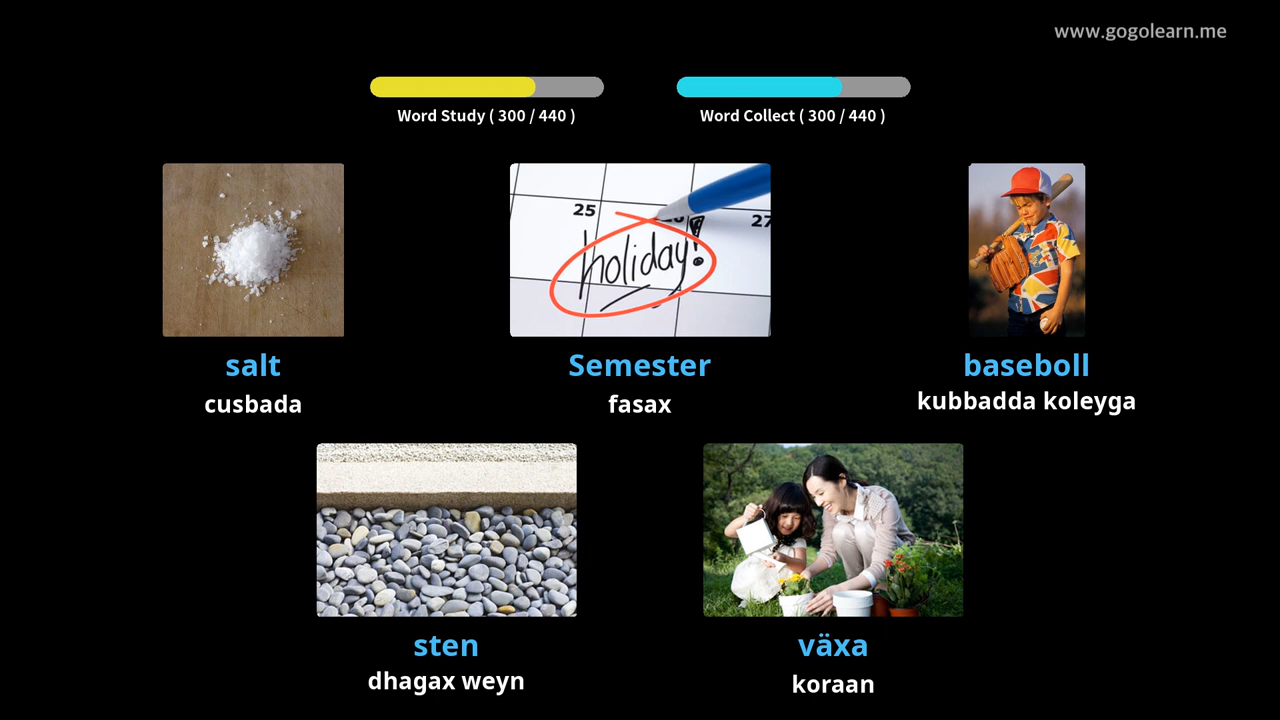 www.gogolearn.me
Word Study ( 300 / 440 )
Word Collect ( 300 / 440 )
25
27
holiday!
salt
Semester
baseboll
cusbada
fasax
kubbadda koleyga
sten
växa
dhagax weyn
koraan